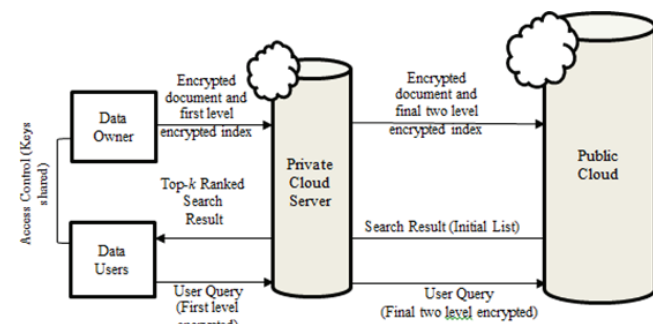 Encrypted
document and
first level
encrypted index
Encrypted
document and
final two level
encrypted index
Data
Owner
Private
Cloud
Server
Public
Cloud
Access Control (Keys
shared)
Top-k Ranked
Search
Result
Search Result (Initial List)
Data
Users
User Query
(First level
encrypted)
User Query
(Final two level encrypted)